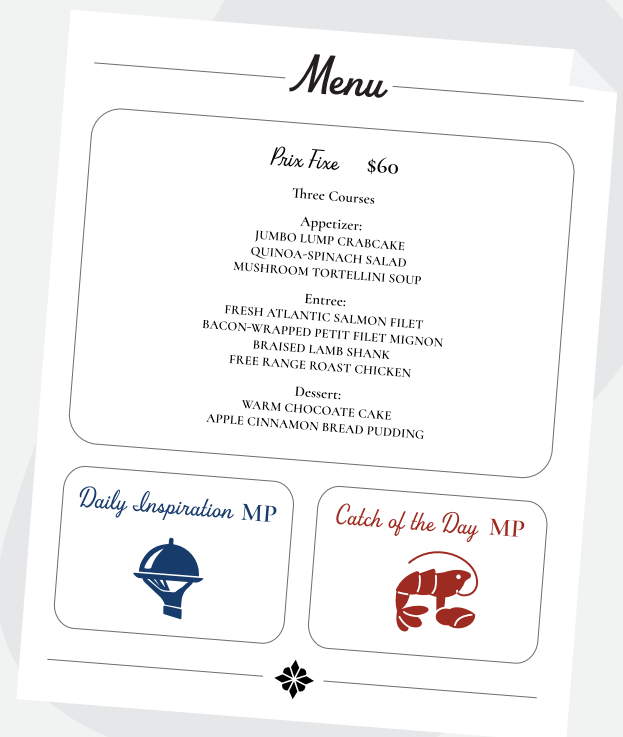 Menu
Prix Fixe $60
Three Courses
Appetizer:
JUMBO LUMP CRABCAKE
QUINOA-SPINACH SALAD
MUSHROOM TORTELLINI SOUP
Entree:
FRESH ATLANTIC SALMON FILET
BACON-WRAPPED PETIT FILET MIGNON
BRAISED LAMB SHANK
FREE RANGE ROAST CHICKEN
Dessert:
WARM CHOCOATE CAKE
APPLE CINNAMON BREAD PUDDING
Daily Inspiration MP
Catch of the Day MP